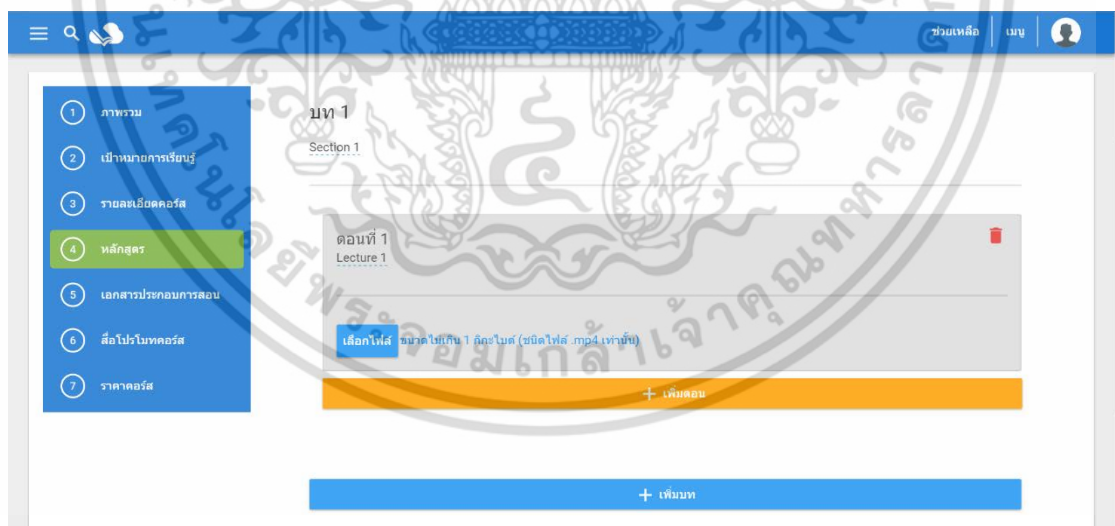 ช่วยเหลือ
เมนู
1 ภาพรวม
2 เป้าหมายการเรียนรู้
3 รายละเอียดคอร์ส
4 หลักสูตร
5 เอกสารประกอบการสอน
6 สื่อโปรโมทคอร์ส
7 ราคาคอร์ส
บท 1
Section 1
ตอนที่ 1
Lecture 1
เลือกไฟล์ ขนาดไม่เกิน 1 กิกะไบต์ (ชนิดไฟล์ .mp4 เท่านั้น)
+ เพิ่มตอน
+ เพิ่มบท